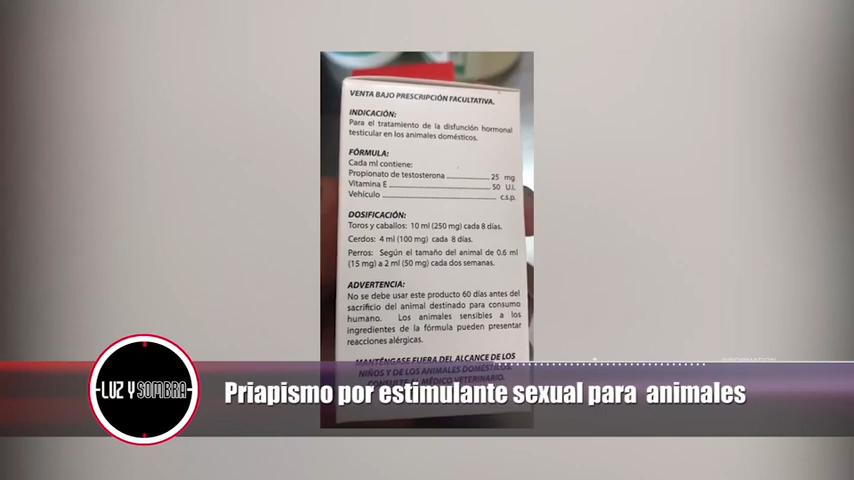 VENTA BAJO PRESCRIPCIÓN FACULTATIVA.
INDICACIÓN:
Para el tratamiento de la disfunción hormonal
testicular en los animales domésticos.
FÓRMULA:
Cada ml contiene:
Propionato de testosterona 25 mg
Vitamina E 50 U.I.
Vehículo c.s.p.
DOSIFICACIÓN:
Toros y caballos: 10 ml (250 mg) cada 8 días.
Cerdos: 4 ml (100 mg) cada 8 días.
Perros: Según el tamaño del animal de 0.6 ml
(15 mg) a 2 ml (50 mg) cada dos semanas.
ADVERTENCIA:
No se debe usar este producto 60 días antes del
sacrificio del animal destinado para consumo
humano. Los animales sensibles a los
ingredientes de la fórmula pueden presentar
reacciones alérgicas.
MANTÉNGASE FUERA DEL ALCANCE DE LOS
NIÑOS Y DE LOS ANIMALES DOMÉSTICOS.
CONSULTE AL MÉDICO VETERINARIO.
LUZ Y SOMBRA
Priapismo por estimulante sexual para animales